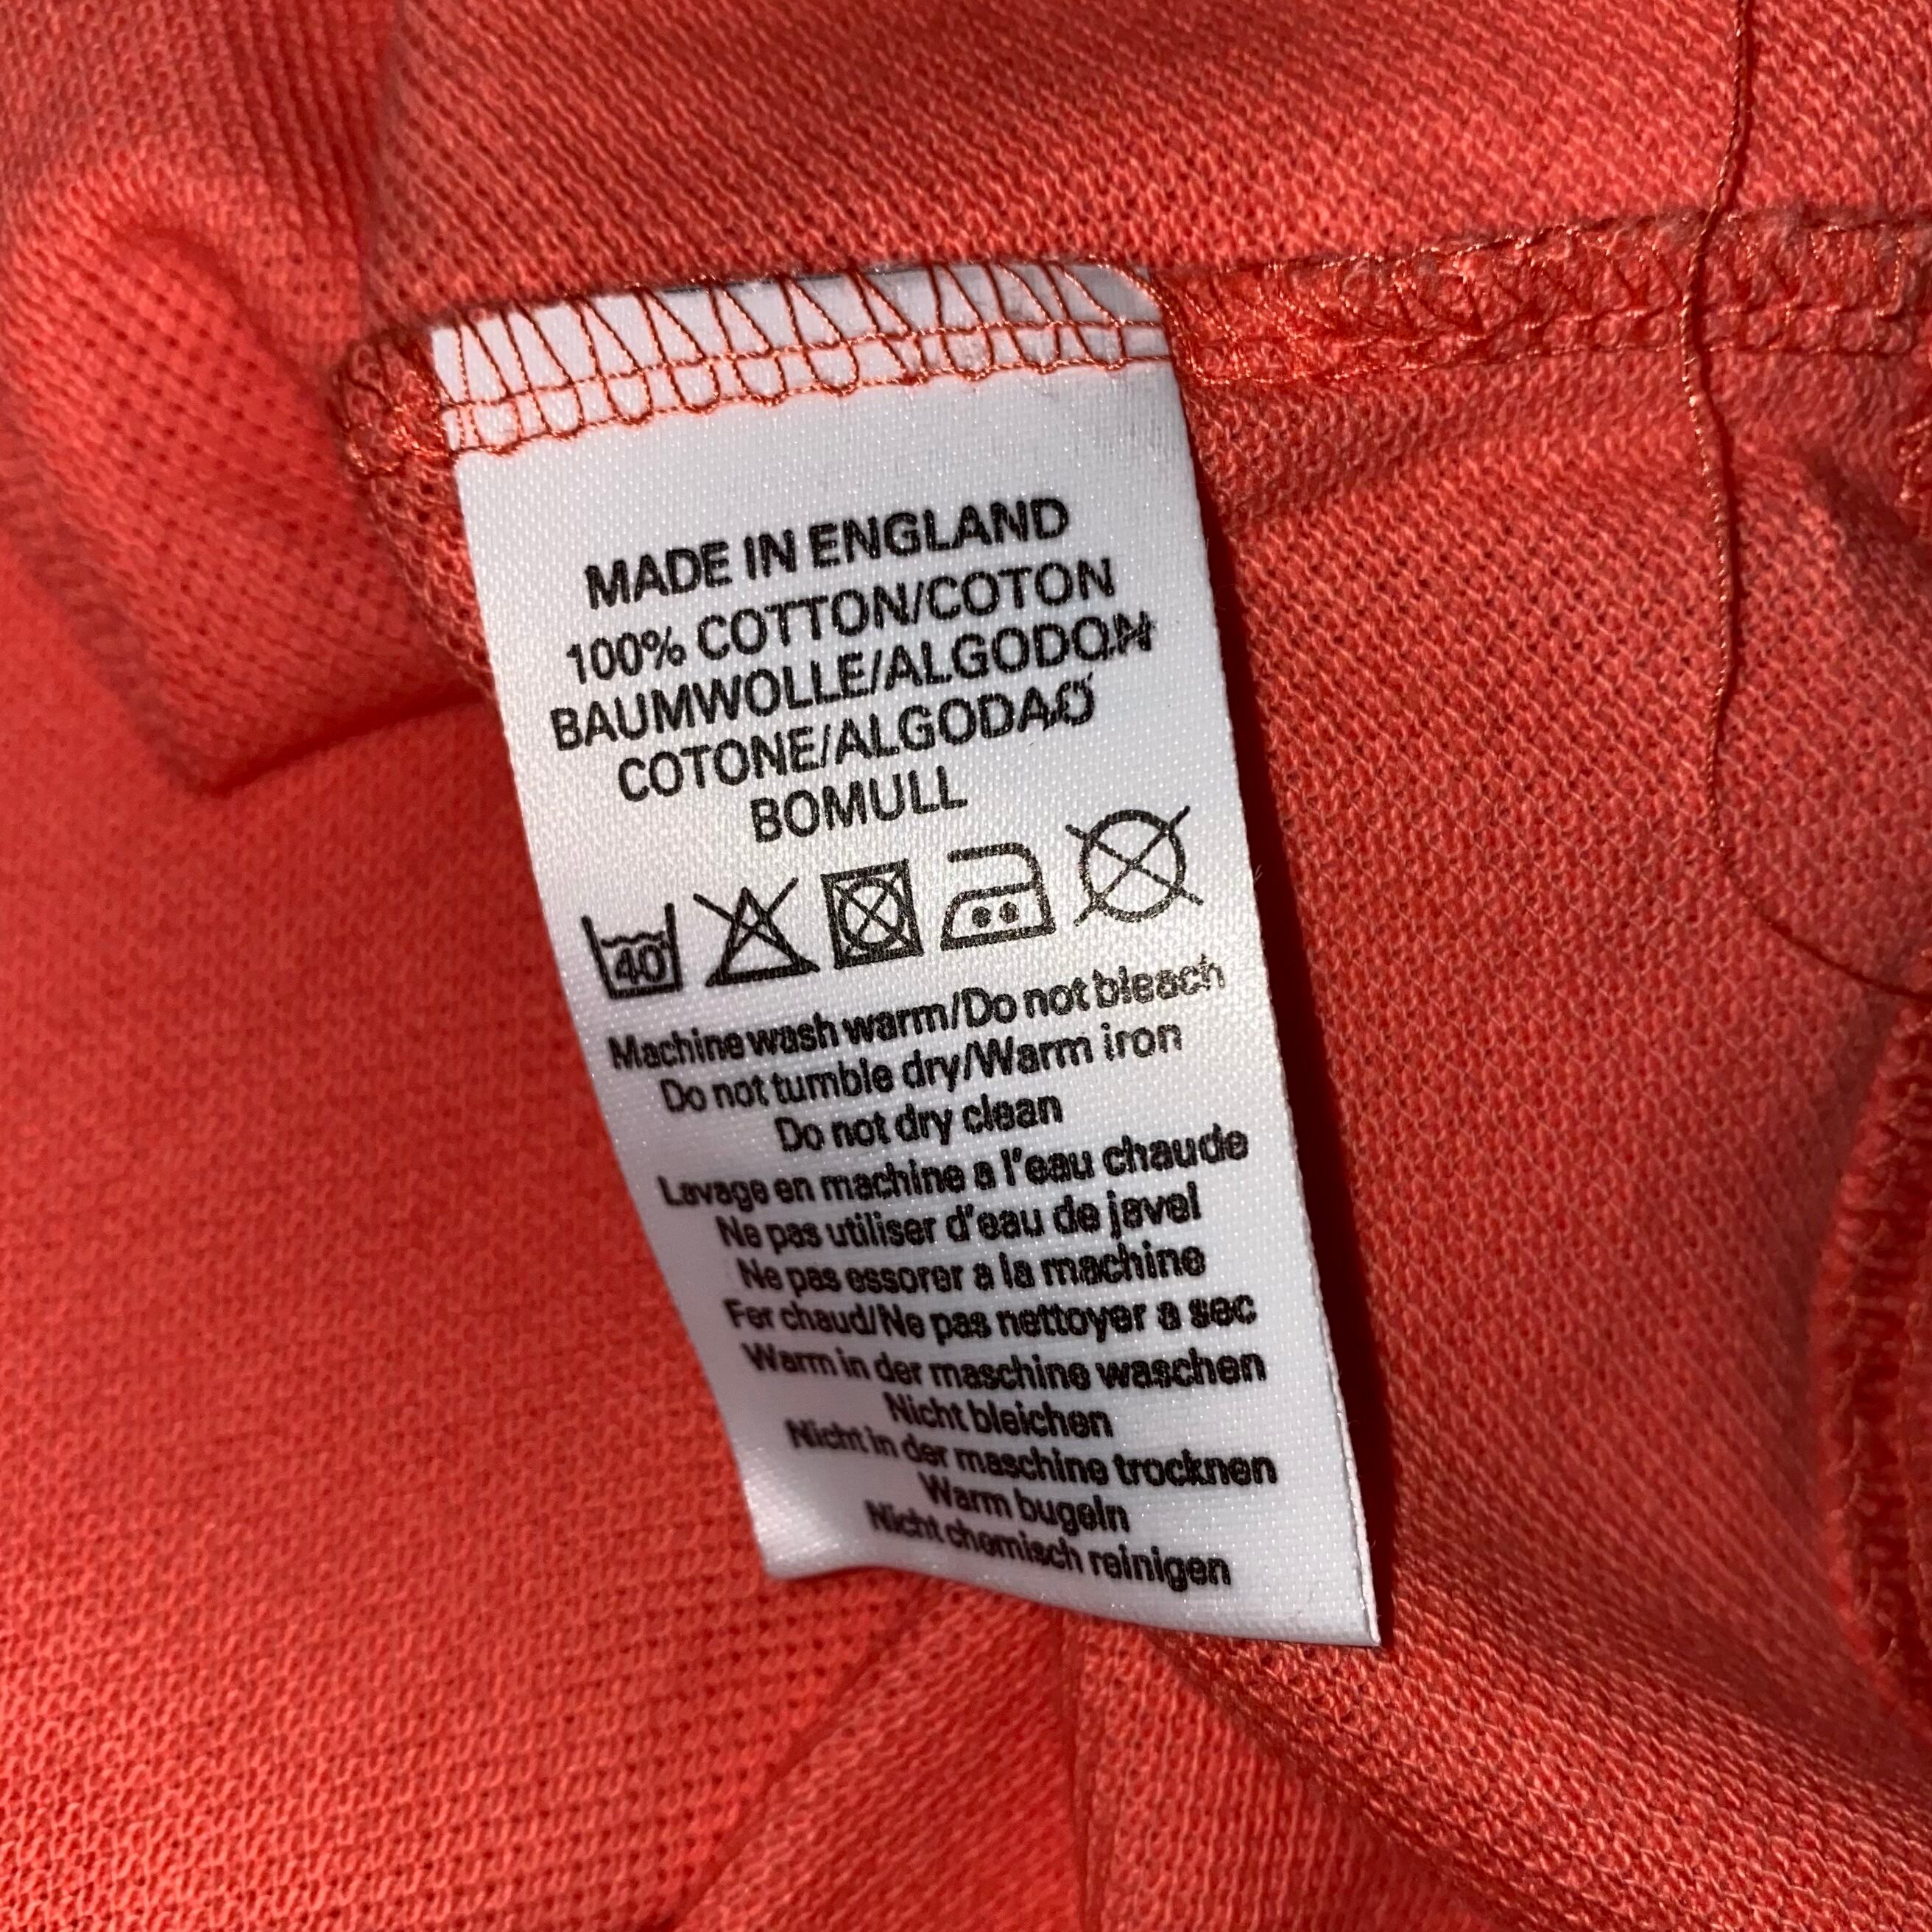 MADE IN ENGLAND
100% COTTON/COTON
BAUMWOLLE/ALGODON
COTONE/ALGODAO
BOMULL
40
Machine wash warm/Do not bleach
Do not tumble dry/Warm iron
Do not dry clean
Lavage en machine a l'eau chaude
Ne pas utiliser d'eau de javel
Ne pas essorer a la machine
Fer chaud/Ne pas nettoyer a sec
Warm in der maschine waschen
Nicht bleichen
Nicht in der maschine trocknen
Warm bugeln
Nicht chemisch reinigen